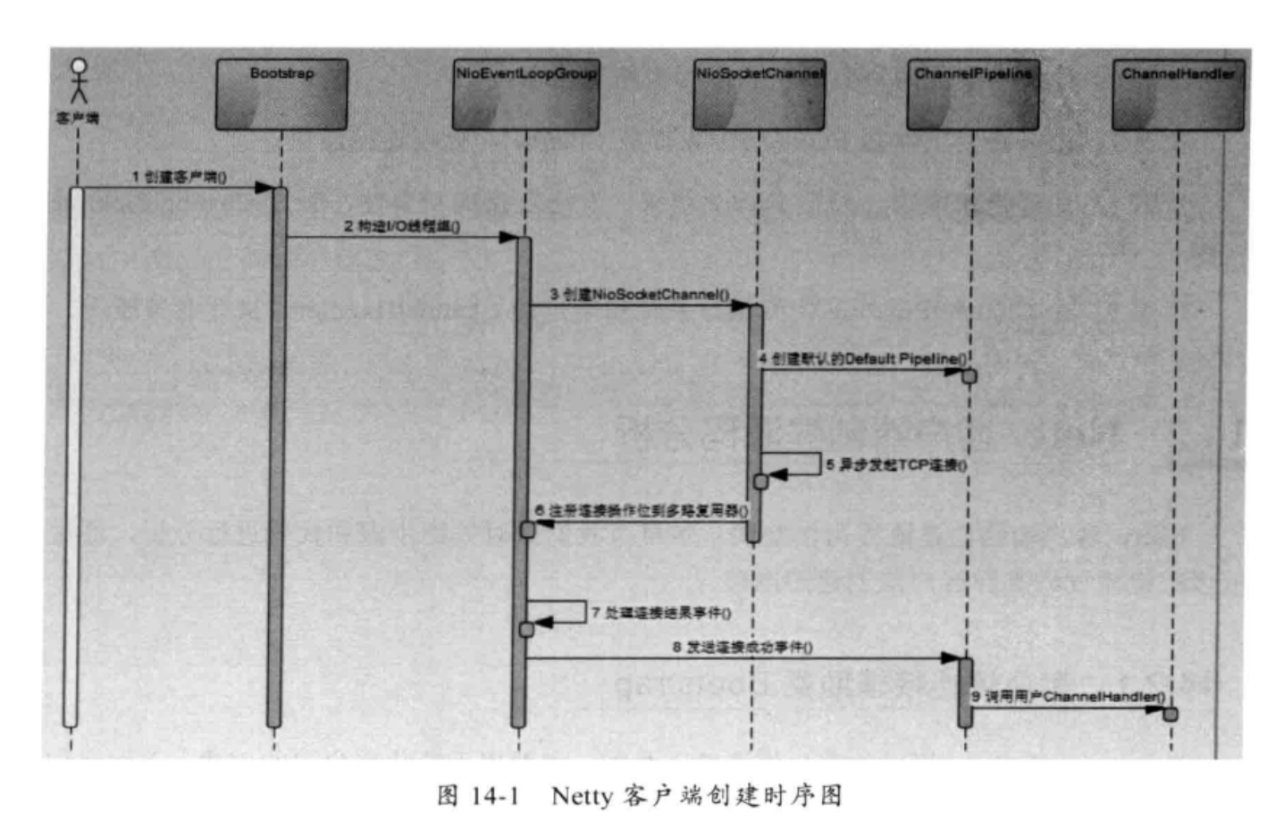 客户端
Bootstrap
NioEventLoopGroup
NioSocketChannel
ChannelPipeline
ChannelHandler
1 创建客户端()
2 构造I/O线程组()
3 创建NioSocketChannel()
4 创建默认的Default Pipeline()
5 异步发起TCP连接()
6 注册连接操作位到多路复用器()
7 处理连接结果事件()
8 发送连接成功事件()
9 调用用户ChannelHandler()
图 14-1 Netty 客户端创建时序图